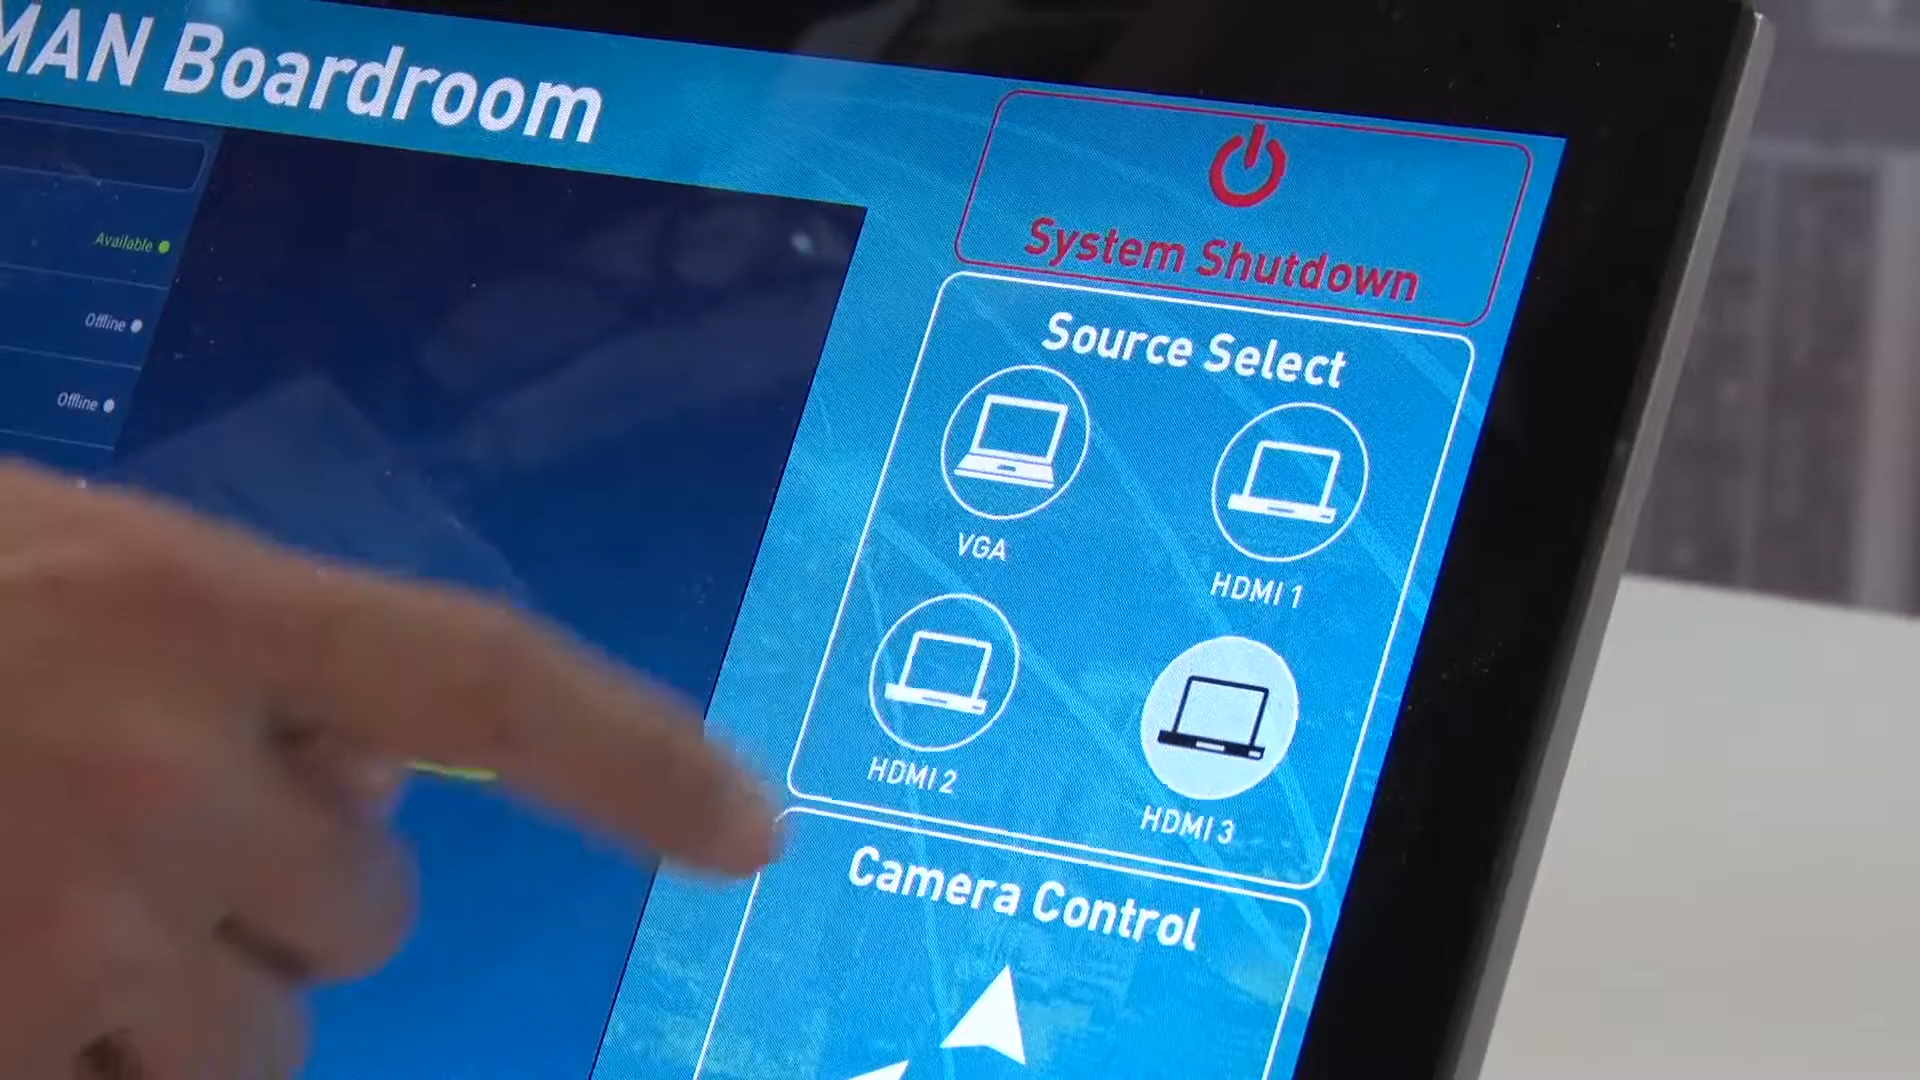 MAN Boardroom
Available
Offline
Offline
System Shutdown
Source Select
VGA
HDMI 1
HDMI 2
HDMI 3
Camera Control